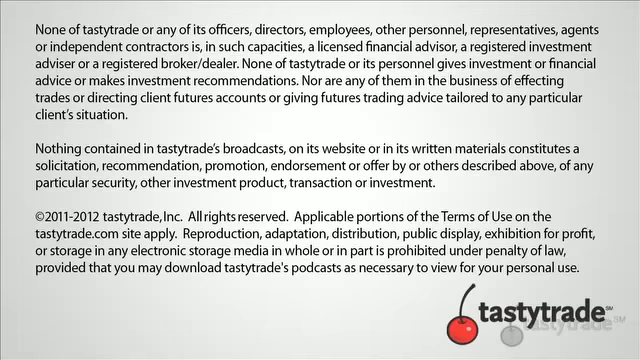 None of tastytrade or any of its officers, directors, employees, other personnel, representatives, agents
or independent contractors is, in such capacities, a licensed financial advisor, a registered investment
adviser or a registered broker/dealer. None of tastytrade or its personnel gives investment or financial
advice or makes investment recommendations. Nor are any of them in the business of effecting
trades or directing client futures accounts or giving futures trading advice tailored to any particular
client's situation.
Nothing contained in tastytrade's broadcasts, on its website or in its written materials constitutes a
solicitation, recommendation, promotion, endorsement or offer by or others described above, of any
particular security, other investment product, transaction or investment.
©2011-2012 tastytrade, Inc. All rights reserved. Applicable portions of the Terms of Use on the
tastytrade.com site apply. Reproduction, adaptation, distribution, public display, exhibition for profit,
or storage in any electronic storage media in whole or in part is prohibited under penalty of law,
provided that you may download tastytrade's podcasts as necessary to view for your personal use.
tastytrade℠
tastytrade℠